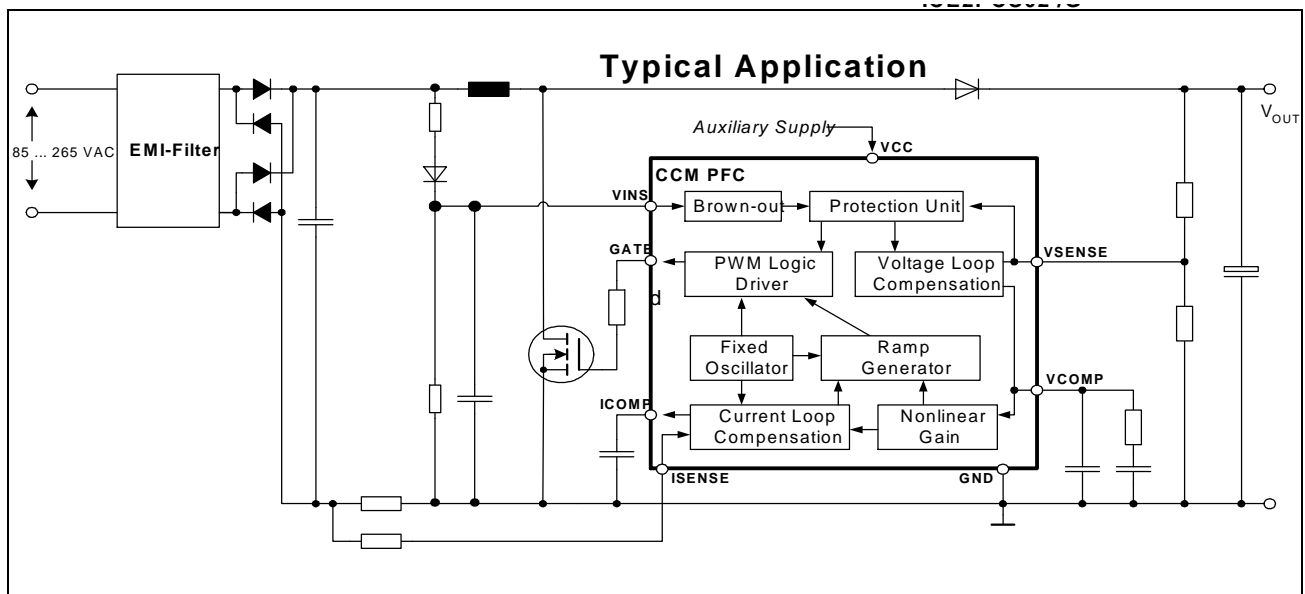 Typical Application
85 ... 265 VAC
EMI-Filter
Auxiliary Supply
VCC
V OUT
CCM PFC
VINS
Brown-out
Protection Unit
GATE
PWM Logic
Driver
Voltage Loop
Compensation
VSENSE
d
Fixed
Oscillator
Ramp
Generator
VCOMP
ICOMP
Current Loop
Compensation
Nonlinear
Gain
ISENSE
GND